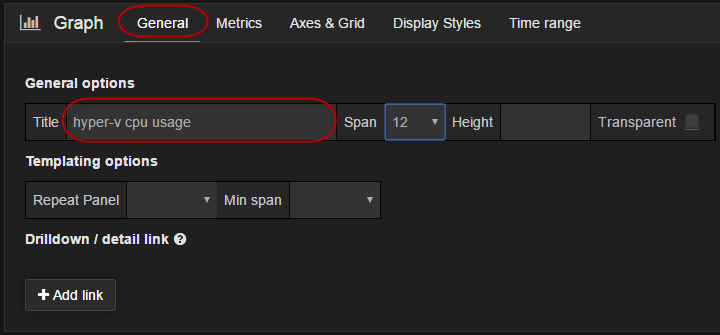 Graph General Metrics Axes & Grid Display Styles Time range
General options
Title hyper-v cpu usage Span 12 Height Transparent
Templating options
Repeat Panel Min span
Drilldown / detail link ?
+ Add link